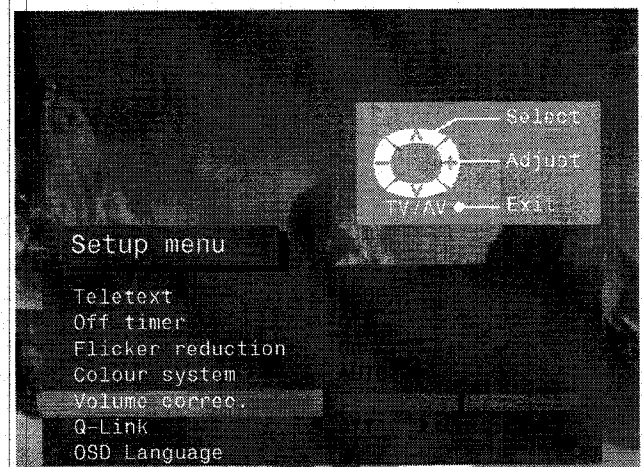 Select
Adjust
TV/AV Exit
Setup menu
Teletext
Off timer
Flicker reduction
Colour system
Volume correc.
Q-Link
OSD Language